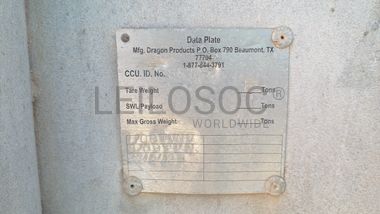 Data Plate
Mfg. Dragon Products P.O. Box 790 Beaumont, TX
77704
1-877-844-3791
CCU. ID. No.
Tare Weight Tons
SWL Payload Tons
Max Gross Weight Tons
LEILOSOC®
WORLDWIDE